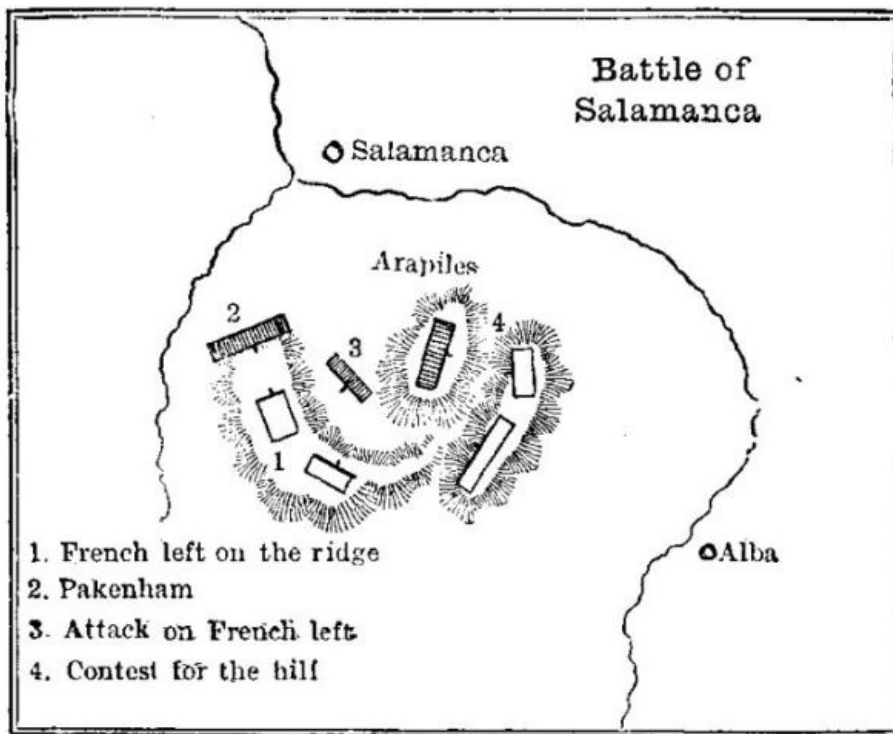 Battle of
Salamanca
Salamanca
Arapiles
2
4
3
1
Alba
1. French left on the ridge
2. Pakenham
3. Attack on French left
4. Contest for the hill